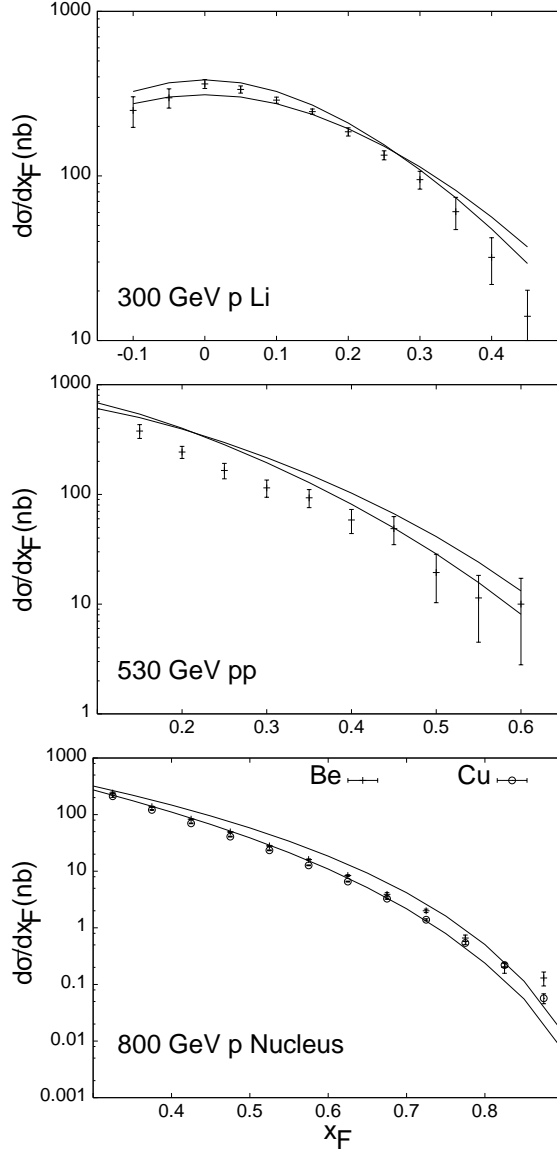 1000
100
10
dσ/dxF(nb)
300 GeV p Li
-0.1 0 0.1 0.2 0.3 0.4
1000
100
10
1
dσ/dxF(nb)
530 GeV pp
0.2 0.3 0.4 0.5 0.6
1000
100
10
1
0.1
0.01
0.001
dσ/dxF(nb)
Be Cu
800 GeV p Nucleus
0.4 0.5 0.6 0.7 0.8
xF